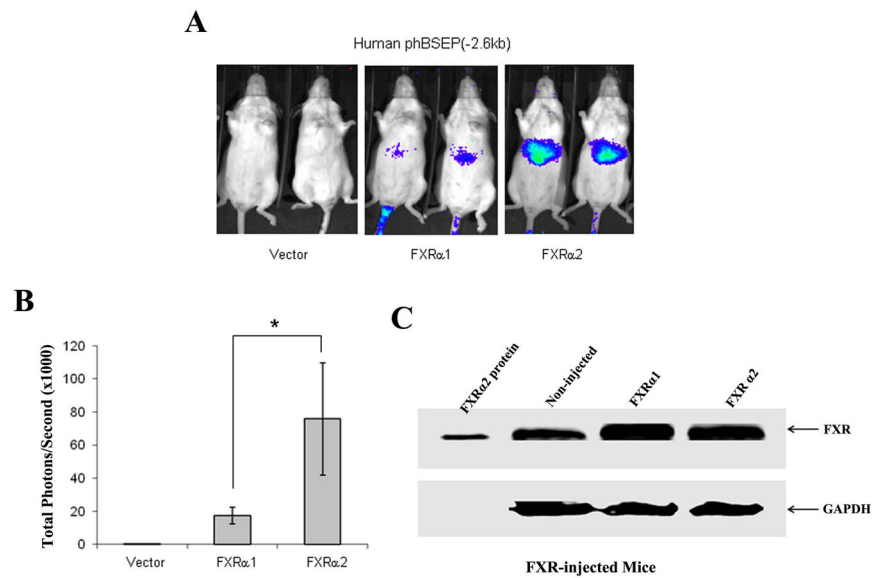 A
Human phBSEP(-2.6kb)
Vector
FXRα1
FXRα2
B
Total Photons/Second (x1000)
120
100
80
60
40
20
0
*
Vector
FXRα1
FXRα2
C
FXRα2 protein
Non-injected
FXRα1
FXR α2
FXR
GAPDH
FXR-injected Mice